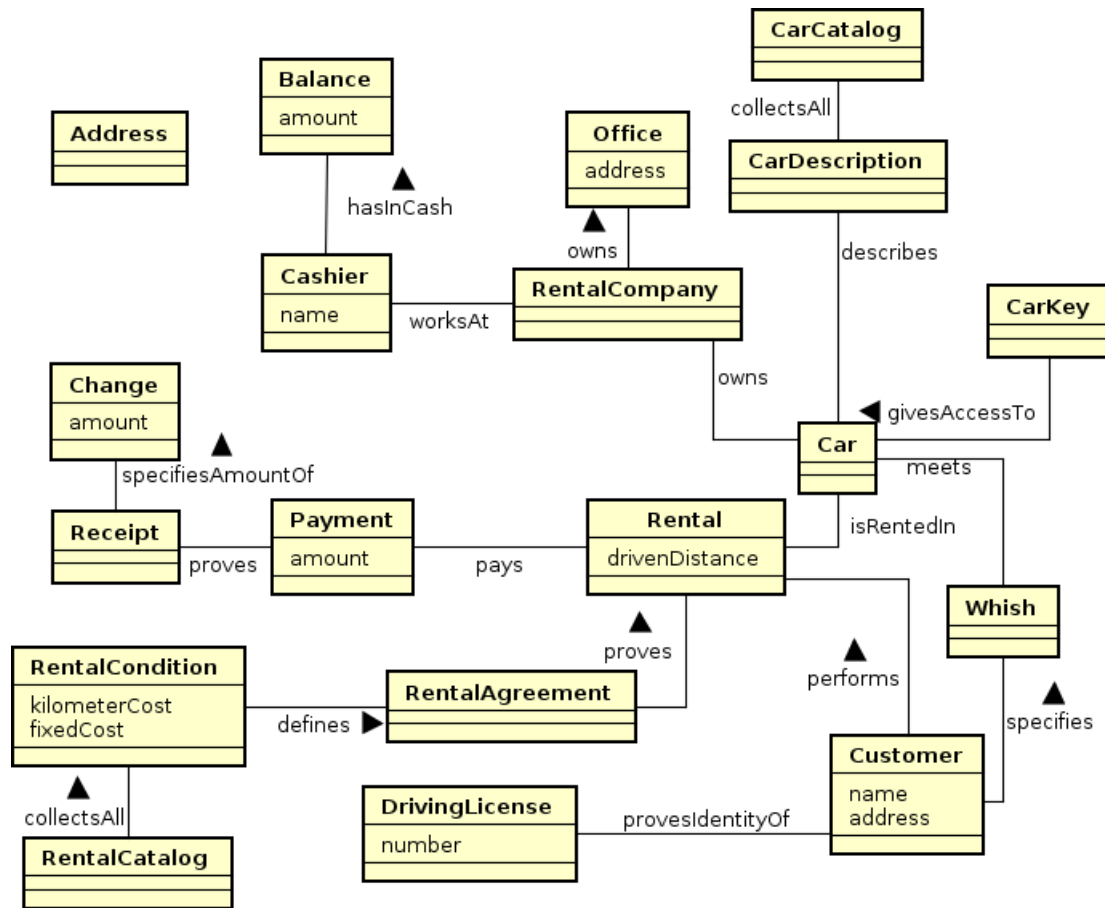 CarCatalog
collectsAll
Balance
amount
Address
Office
address
CarDescription
hasInCash
owns
describes
Cashier
name
worksAt
RentalCompany
CarKey
owns
givesAccessTo
Change
amount
specifiesAmountOf
Car
meets
Receipt
proves
Payment
amount
pays
Rental
drivenDistance
isRentedIn
Whish
proves
performs
specifies
RentalCondition
kilometerCost
fixedCost
defines
RentalAgreement
Customer
name
address
collectsAll
RentalCatalog
DrivingLicense
number
provesIdentityOf